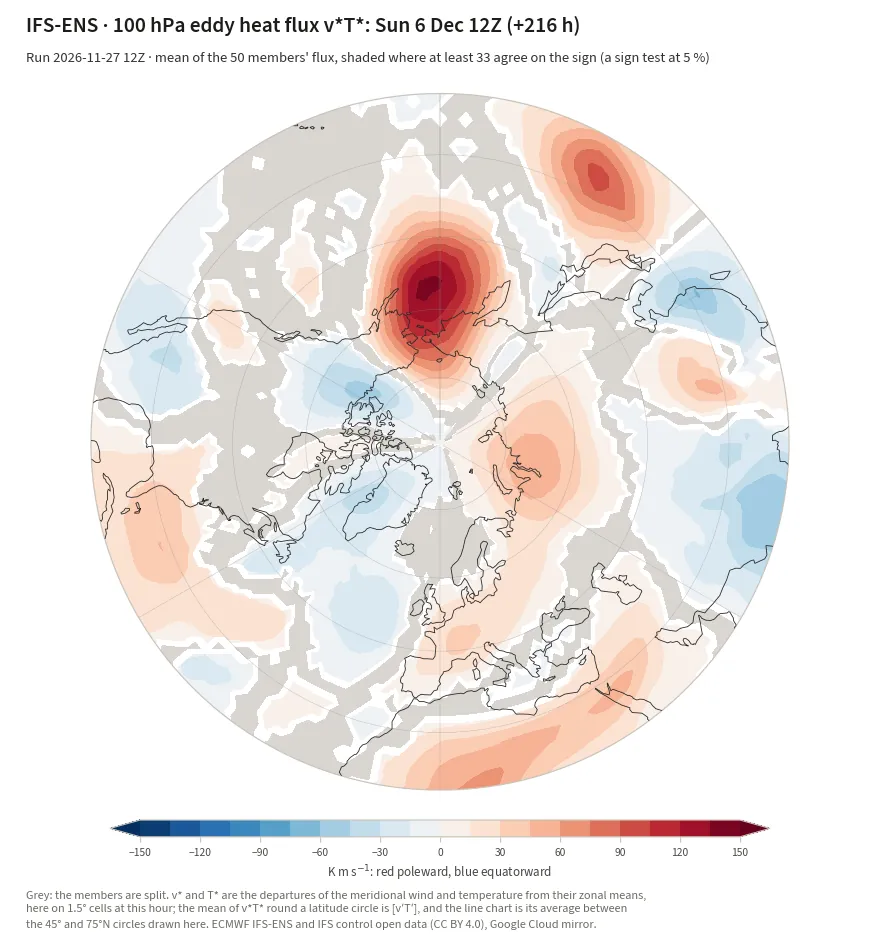 IFS-ENS · 100 hPa eddy heat flux v*T*: Sun 6 Dec 12Z (+216 h)
Run 2026-11-27 12Z · mean of the 50 members' flux, shaded where at least 33 agree on the sign (a sign test at 5 %)
−150 −120 −90 −60 −30 0 30 60 90 120 150
K m s⁻¹: red poleward, blue equatorward
Grey: the members are split. v* and T* are the departures of the meridional wind and temperature from their zonal means,
here on 1.5° cells at this hour; the mean of v*T* round a latitude circle is [v'T'], and the line chart is its average between
the 45° and 75°N circles drawn here. ECMWF IFS-ENS and IFS control open data (CC BY 4.0), Google Cloud mirror.